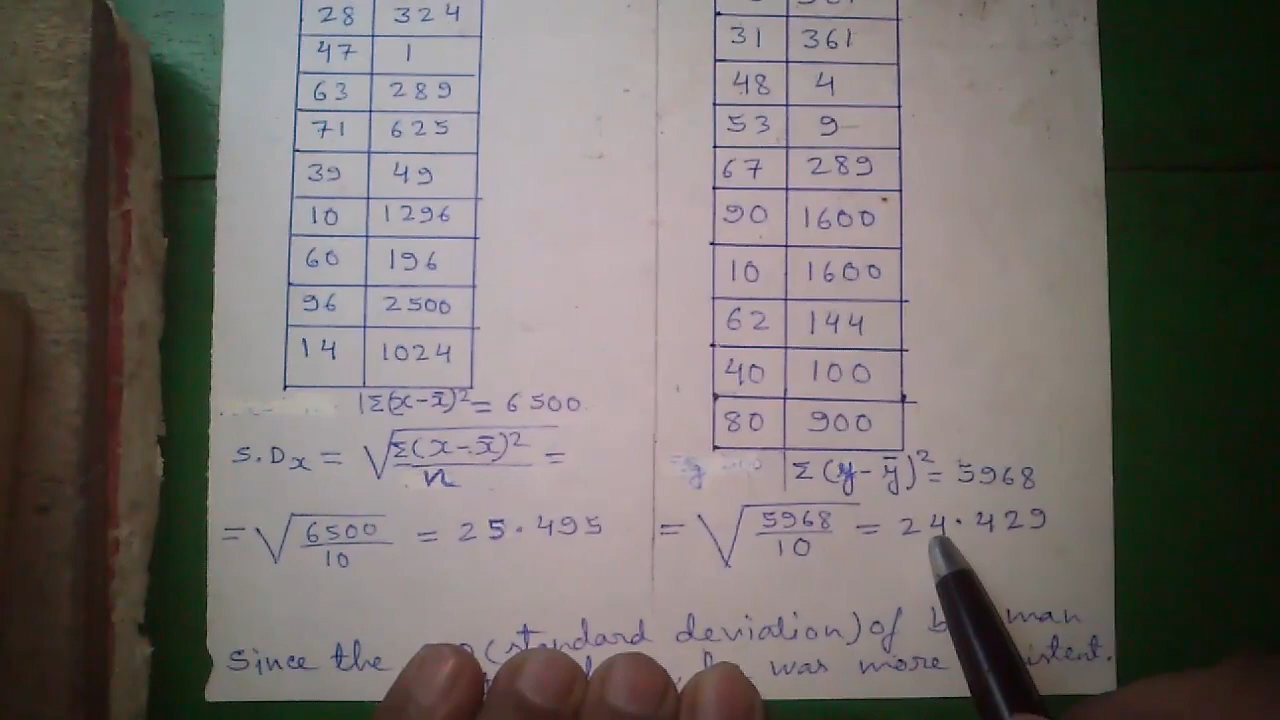 28 324
47 1
63 289
71 625
39 49
10 1296
60 196
96 2500
14 1024
Σ(x-x̄)² = 6500
S.Dx = √Σ(x-x̄)²/n =
= √6500/10 = 25.495
31 361
48 4
53 9
67 289
90 1600
10 1600
62 144
40 100
80 900
Σ(y-ȳ)² = 5968
= √5968/10 = 24.429
(standard deviation) of man
Since the was more